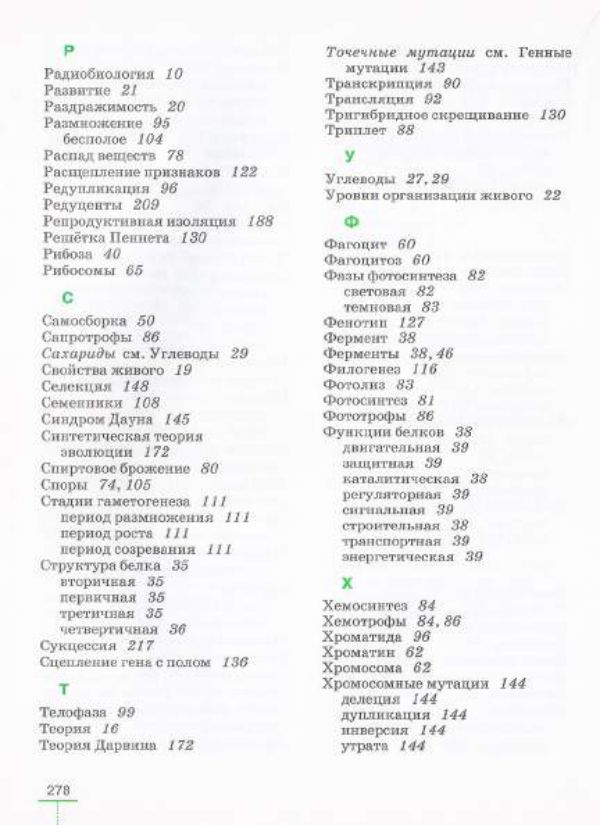 Р
Радиобиология 10
Развитие 21
Раздражимость 20
Размножение 95
бесполое 104
Распад веществ 78
Расщепление признаков 122
Редупликация 96
Редуценты 209
Репродуктивная изоляция 188
Решётка Пеннета 130
Рибоза 40
Рибосомы 65
С
Самосборка 50
Сапротрофы 86
Сахариды см. Углеводы 29
Свойства живого 19
Селекция 148
Семенники 108
Синдром Дауна 145
Синтетическая теория
эволюции 172
Спиртовое брожение 80
Споры 74, 105
Стадии гаметогенеза 111
период размножения 111
период роста 111
период созревания 111
Структура белка 35
вторичная 35
первичная 35
третичная 35
четвертичная 36
Сукцессия 217
Сцепление гена с полом 136
Т
Телофаза 99
Теория 16
Теория Дарвина 172
Точечные мутации см. Генные
мутации 143
Транскрипция 90
Трансляция 92
Тригибридное скрещивание 130
Триплет 88
У
Углеводы 27, 29
Уровни организации живого 22
Ф
Фагоцит 60
Фагоцитоз 60
Фазы фотосинтеза 82
световая 82
темновая 83
Фенотип 127
Фермент 38
Ферменты 38, 46
Филогенез 116
Фотолиз 83
Фотосинтез 81
Фототрофы 86
Функции белков 38
двигательная 39
защитная 39
каталитическая 38
регуляторная 39
сигнальная 39
строительная 38
транспортная 39
энергетическая 39
Х
Хемосинтез 84
Хемотрофы 84, 86
Хроматида 96
Хроматин 62
Хромосома 62
Хромосомные мутации 144
делеция 144
дупликация 144
инверсия 144
утрата 144
278